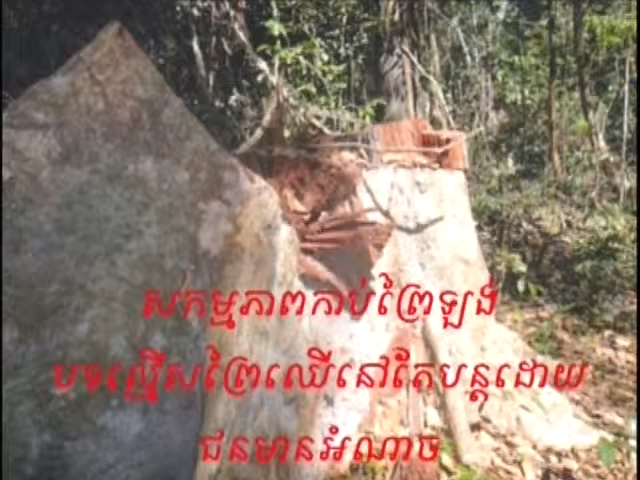 សកម្មភាពកាប់ព្រៃឡង់
បទល្មើសព្រៃឈើនៅតែបន្តដោយ
ជនមានអំណាច